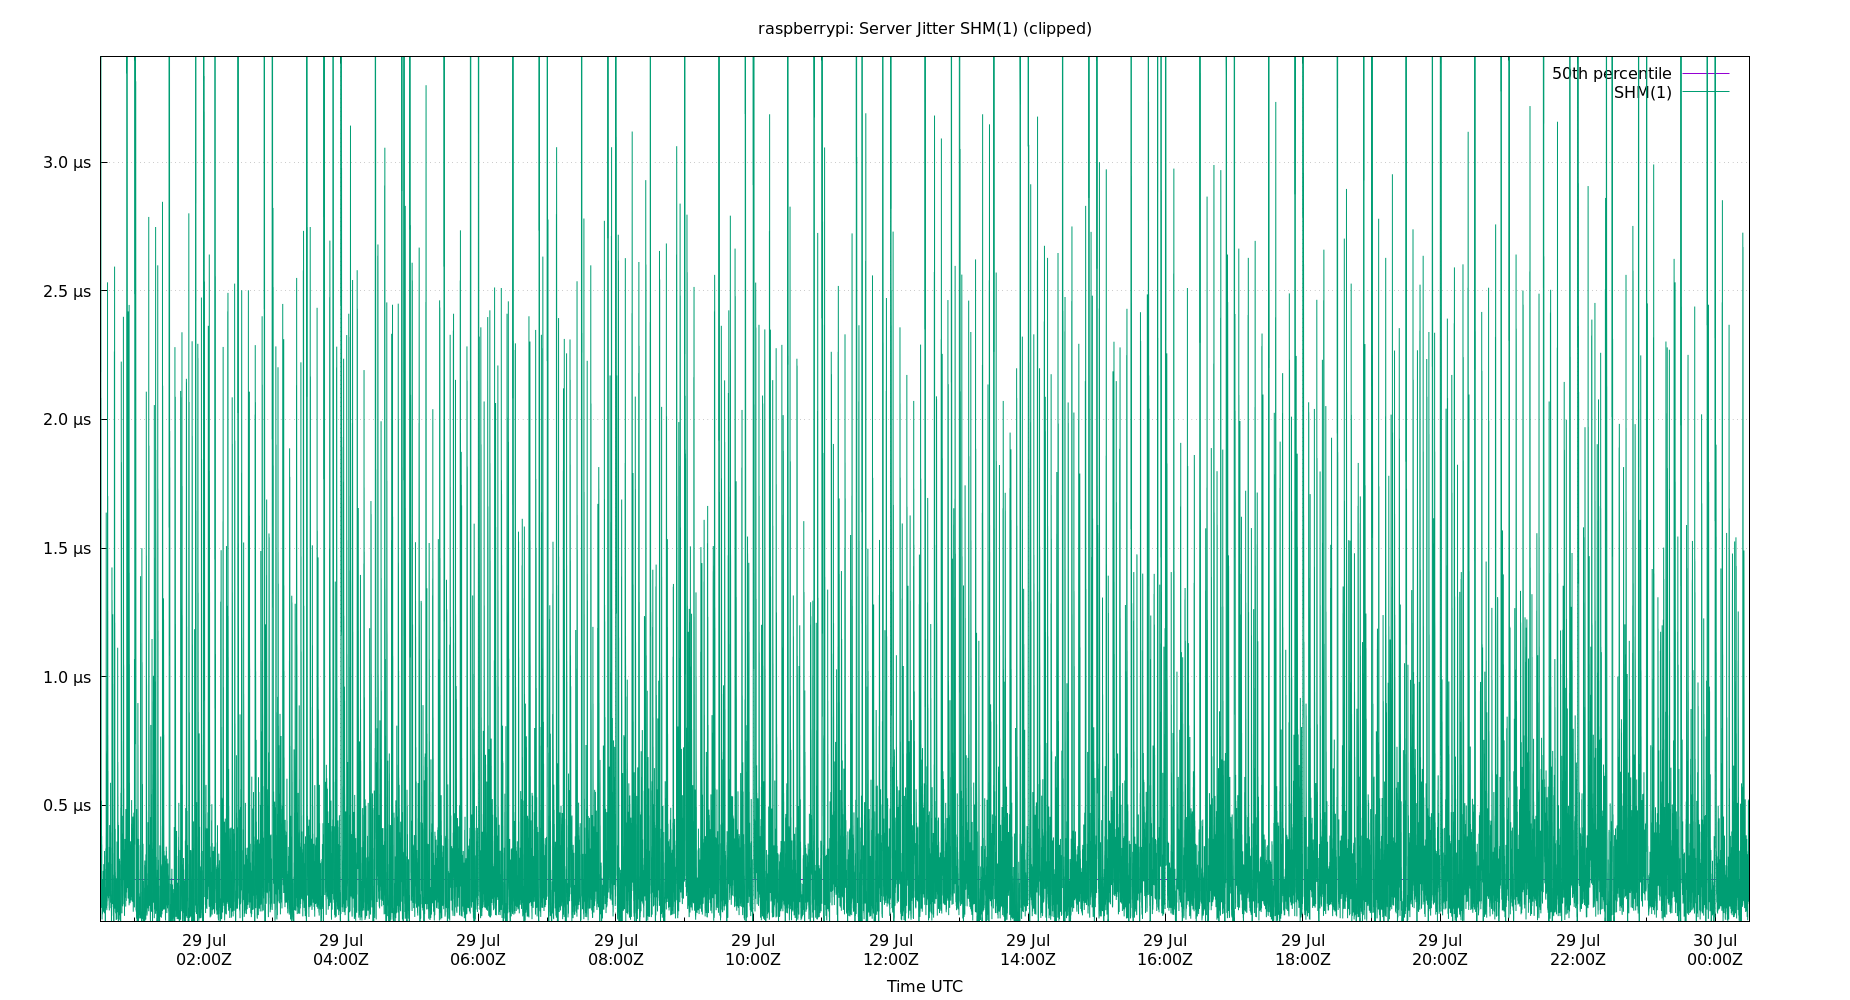 raspberrypi: Server Jitter SHM(1) (clipped)
50th percentile
SHM(1)
3.0 µs
2.5 µs
2.0 µs
1.5 µs
1.0 µs
0.5 µs
29 Jul 29 Jul 29 Jul 29 Jul 29 Jul 29 Jul 29 Jul 29 Jul 29 Jul 29 Jul 29 Jul 30 Jul
02:00Z 04:00Z 06:00Z 08:00Z 10:00Z 12:00Z 14:00Z 16:00Z 18:00Z 20:00Z 22:00Z 00:00Z
Time UTC